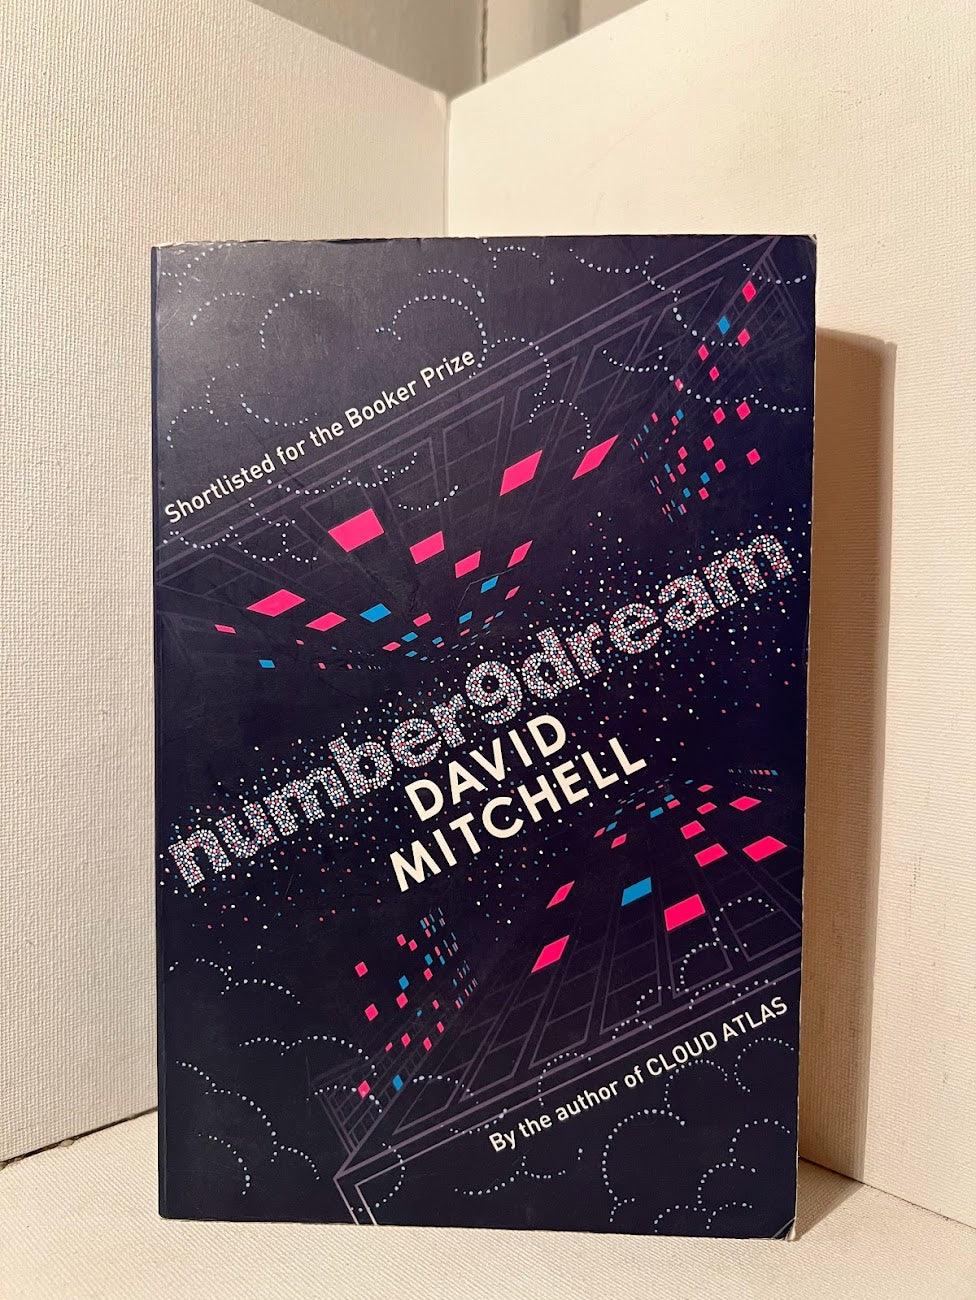 Shortlisted for the Booker Prize
number9dream
DAVID
MITCHELL
By the author of CLOUD ATLAS